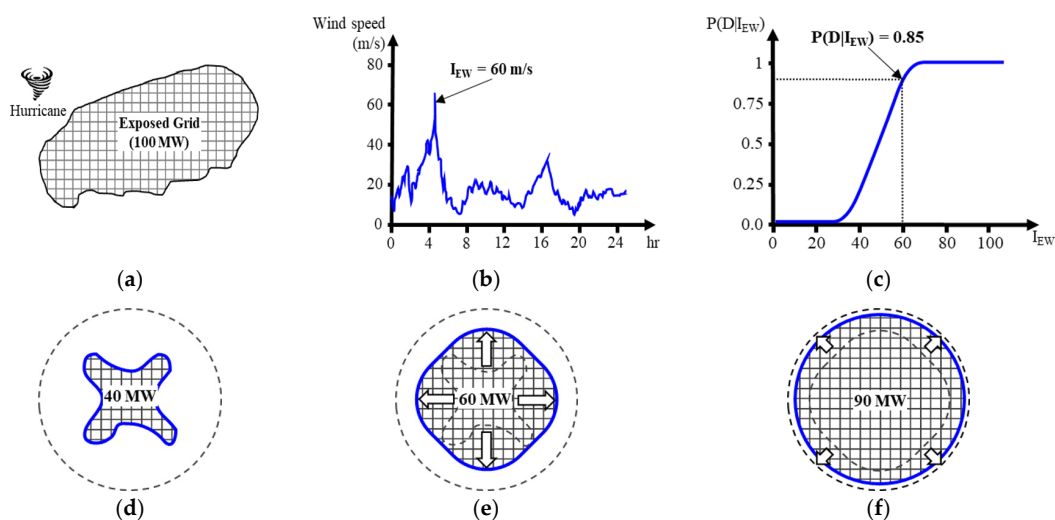 Hurricane
Exposed Grid
(100 MW)
(a)
Wind speed
(m/s)
80
60
40
20
0
I_EW = 60 m/s
0 4 8 12 16 20 24
hr
(b)
P(D|I_EW)
P(D|I_EW) = 0.85
1
0.75
0.5
0.25
0.0
0 20 40 60 80 100
I_EW
(c)
40 MW
(d)
60 MW
(e)
90 MW
(f)